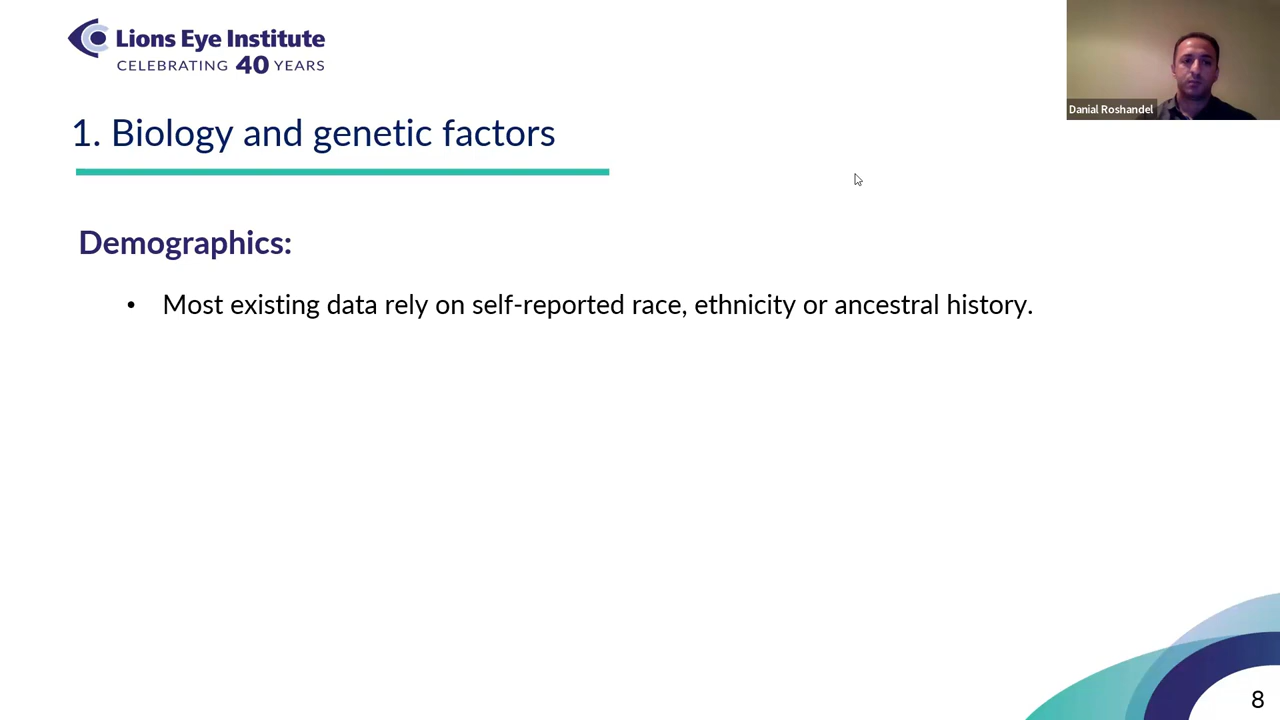 Lions Eye Institute
CELEBRATING 40 YEARS
Danial Roshandel
1. Biology and genetic factors
Demographics:
• Most existing data rely on self-reported race, ethnicity or ancestral history.
8